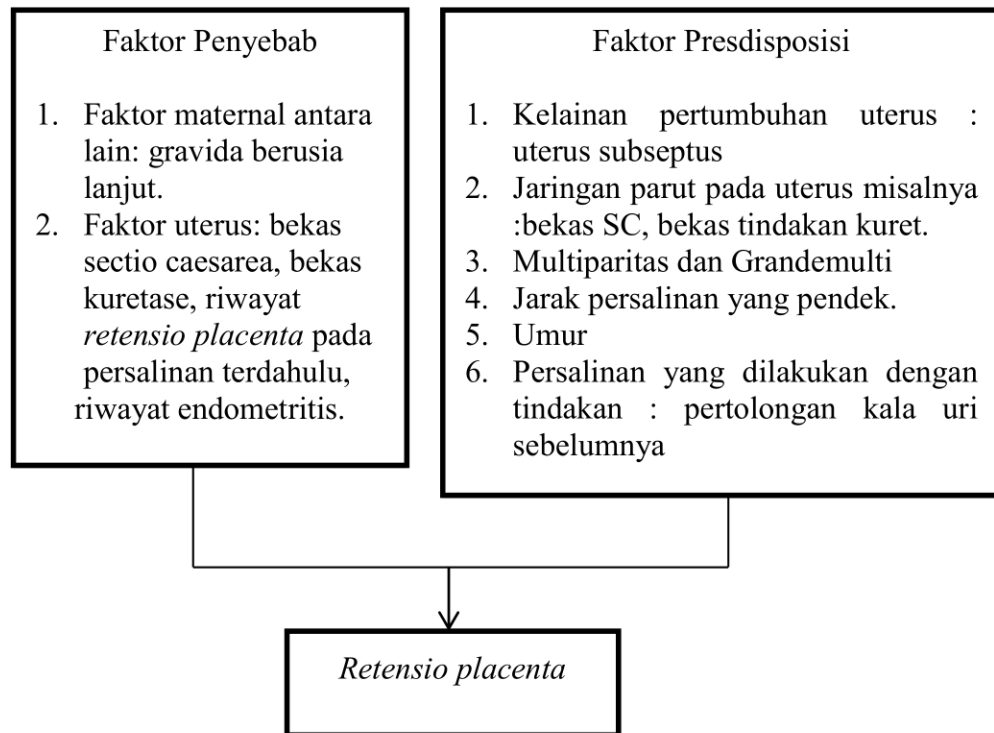 Faktor Penyebab
1. Faktor maternal antara
lain: gravida berusia
lanjut.
2. Faktor uterus: bekas
sectio caesarea, bekas
kuretase, riwayat
retensio placenta pada
persalinan terdahulu,
riwayat endometritis.
Faktor Presdisposisi
1. Kelainan pertumbuhan uterus :
uterus subseptus
2. Jaringan parut pada uterus misalnya
:bekas SC, bekas tindakan kuret.
3. Multiparitas dan Grandemulti
4. Jarak persalinan yang pendek.
5. Umur
6. Persalinan yang dilakukan dengan
tindakan : pertolongan kala uri
sebelumnya
Retensio placenta